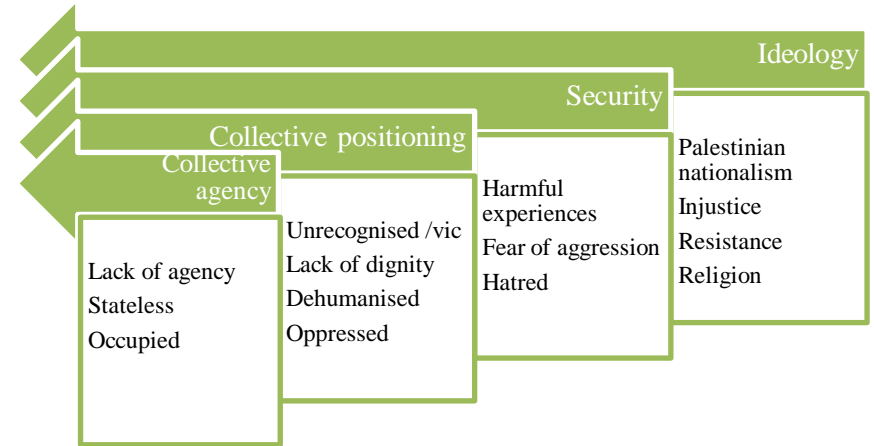 Ideology
Security
Collective positioning
Collective
agency
Palestinian
nationalism
Injustice
Resistance
Religion
Harmful
experiences
Fear of aggression
Hatred
Unrecognised /vic
Lack of dignity
Dehumanised
Oppressed
Lack of agency
Stateless
Occupied